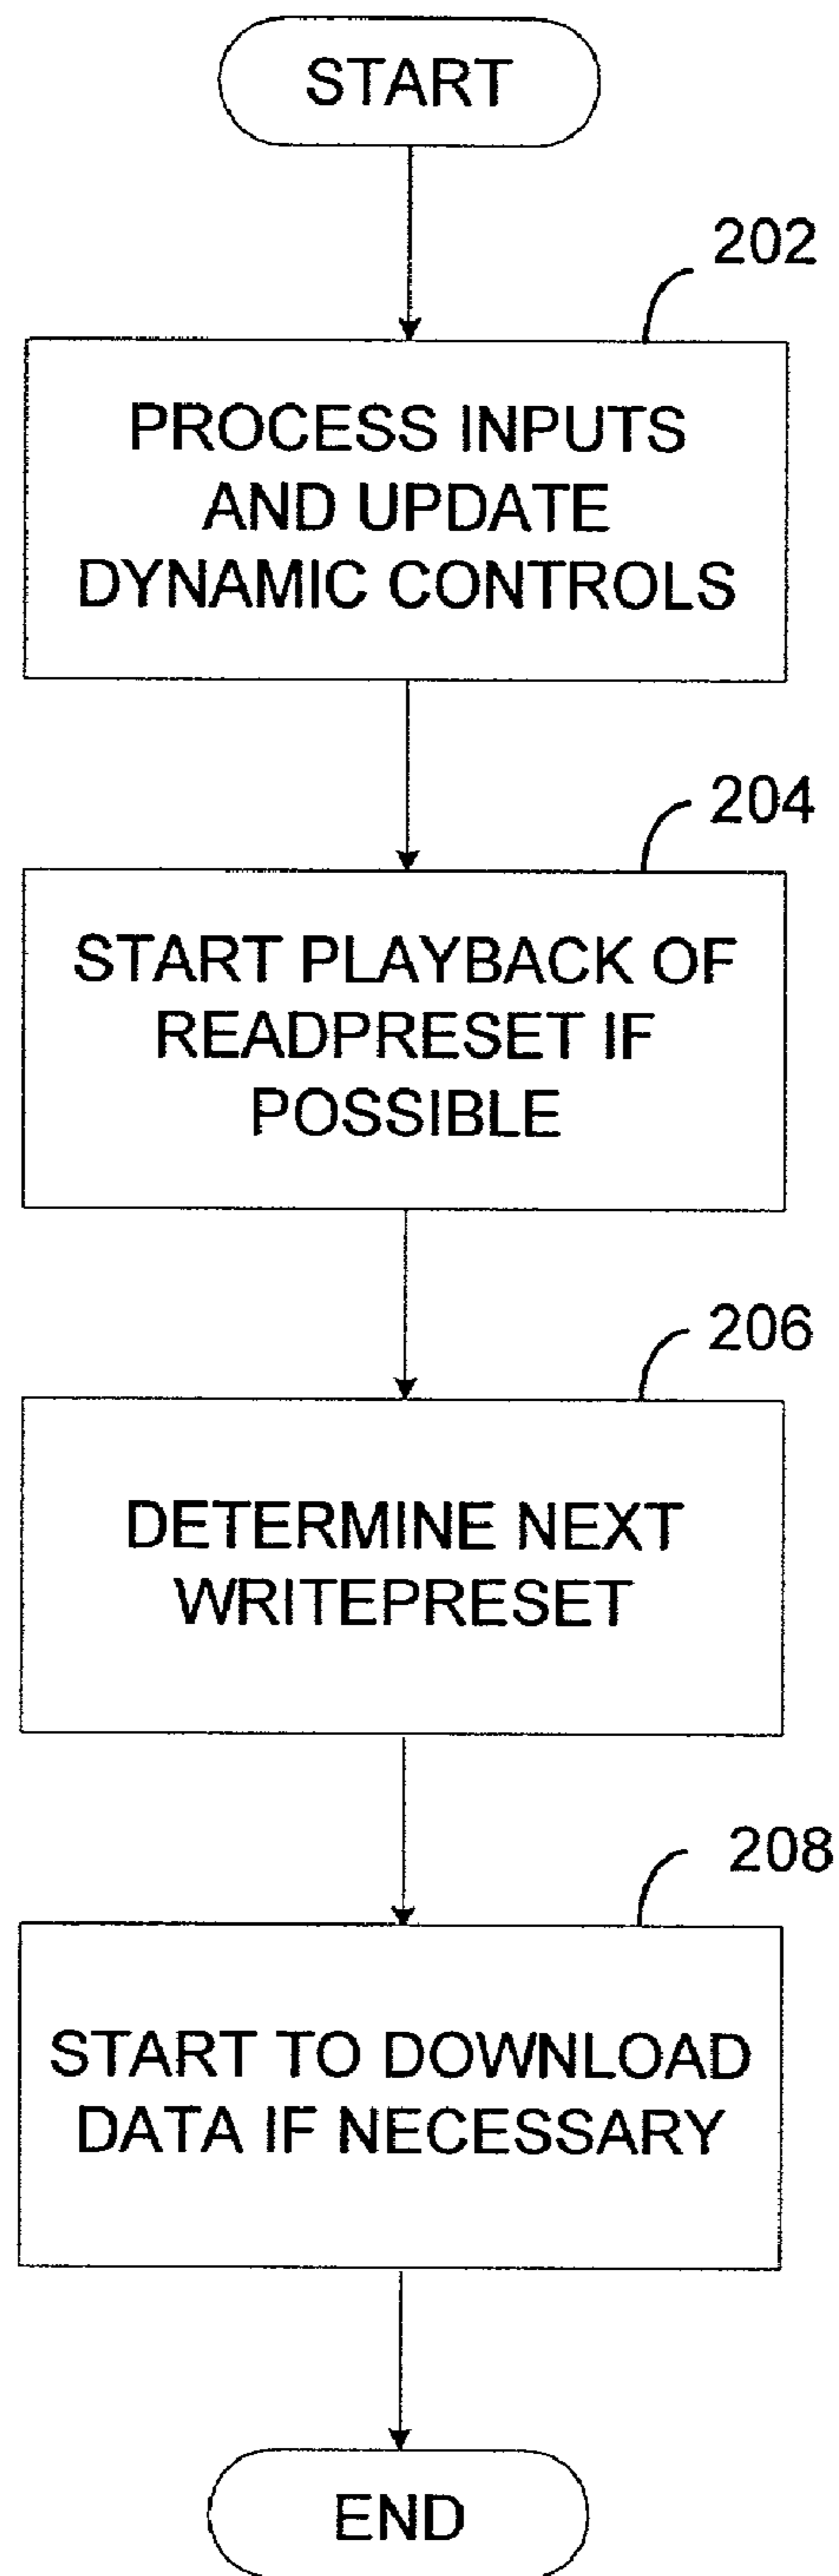 START
202
PROCESS INPUTS
AND UPDATE
DYNAMIC CONTROLS
204
START PLAYBACK OF
READPRESET IF
POSSIBLE
206
DETERMINE NEXT
WRITEPRESET
208
START TO DOWNLOAD
DATA IF NECESSARY
END